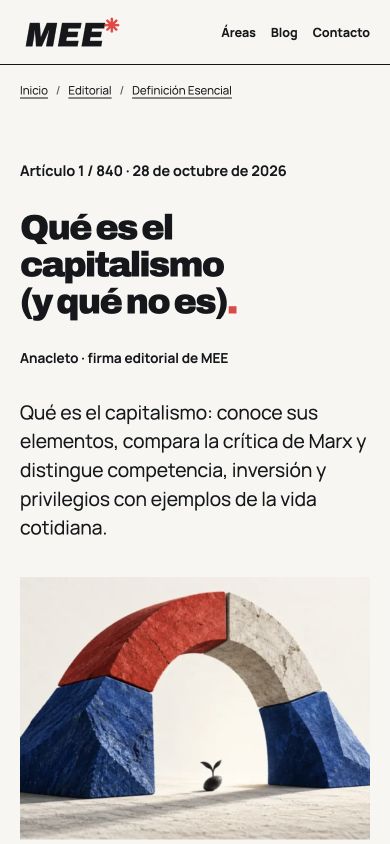 MEE*
Áreas Blog Contacto
Inicio / Editorial / Definición Esencial
Artículo 1 / 840 · 28 de octubre de 2026
Qué es el
capitalismo
(y qué no es).
Anacleto · firma editorial de MEE
Qué es el capitalismo: conoce sus
elementos, compara la crítica de Marx y
distingue competencia, inversión y
privilegios con ejemplos de la vida
cotidiana.